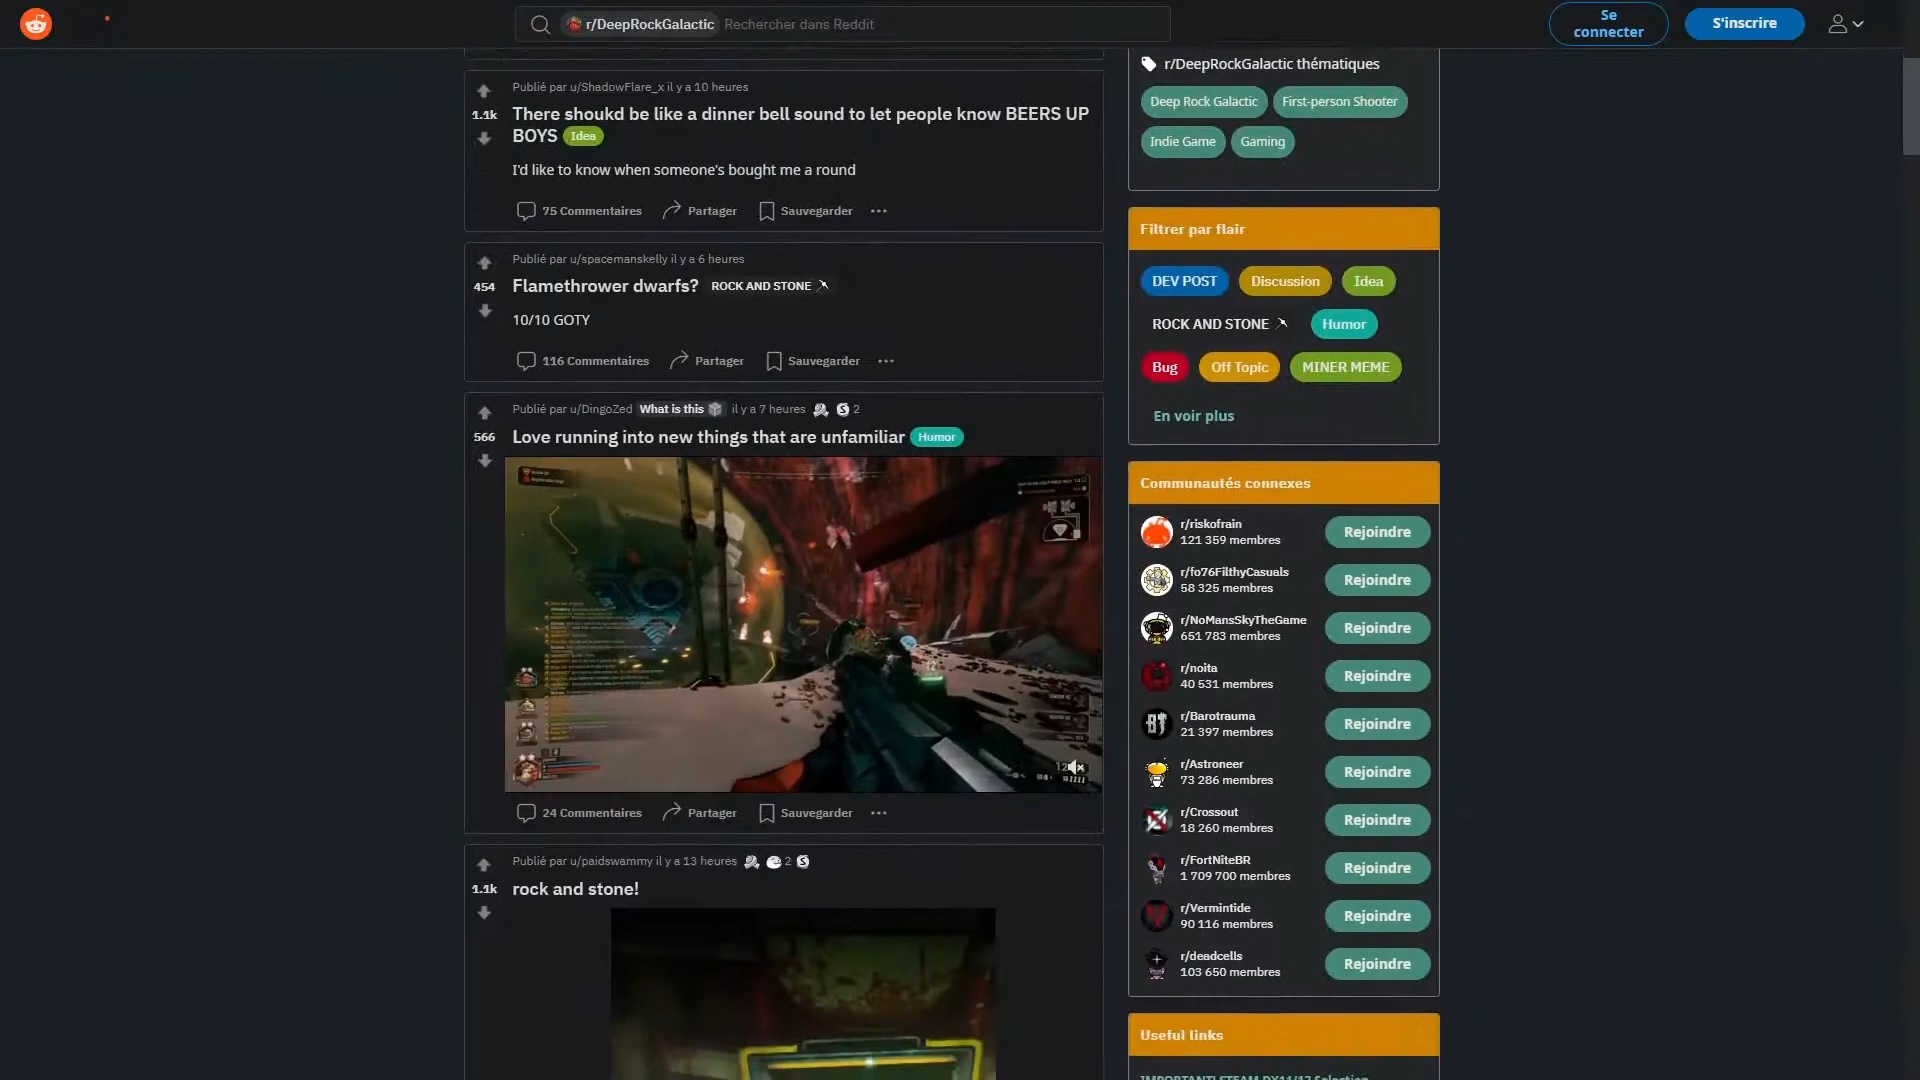 r/DeepRockGalactic Rechercher dans Reddit
Se connecter
S'inscrire
Publié par u/ShadowFlare_x il y a 10 heures
1.1k
There shoukd be like a dinner bell sound to let people know BEERS UP
BOYS Idea
I'd like to know when someone's bought me a round
75 Commentaires Partager Sauvegarder
Publié par u/spacemanskelly il y a 6 heures
454
Flamethrower dwarfs? ROCK AND STONE
10/10 GOTY
116 Commentaires Partager Sauvegarder
Publié par u/DingoZed What is this il y a 7 heures 2
566
Love running into new things that are unfamiliar Humor
12
24 Commentaires Partager Sauvegarder
Publié par u/paidswammy il y a 13 heures 2
1.1k
rock and stone!
r/DeepRockGalactic thématiques
Deep Rock Galactic First-person Shooter
Indie Game Gaming
Filtrer par flair
DEV POST Discussion Idea
ROCK AND STONE Humor
Bug Off Topic MINER MEME
En voir plus
Communautés connexes
r/riskofrain
121 359 membres
Rejoindre
r/fo76FilthyCasuals
58 325 membres
Rejoindre
r/NoMansSkyTheGame
651 783 membres
Rejoindre
r/noita
40 531 membres
Rejoindre
r/Barotrauma
21 397 membres
Rejoindre
r/Astroneer
73 286 membres
Rejoindre
r/Crossout
18 260 membres
Rejoindre
r/FortNiteBR
1 709 700 membres
Rejoindre
r/Vermintide
90 116 membres
Rejoindre
r/deadcells
103 650 membres
Rejoindre
Useful links
IMPORTANT! STEAM DX11/12 Selection